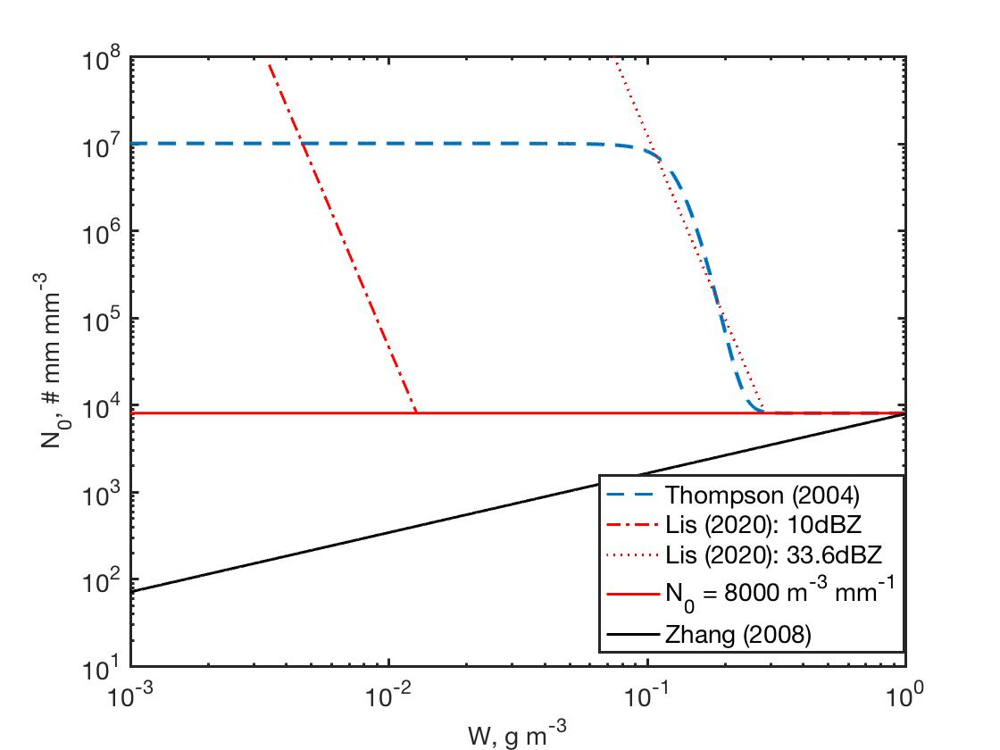 10^8
10^7
10^6
10^5
10^4
10^3
10^2
10^1
N_0, # mm mm^-3
10^-3 10^-2 10^-1 10^0
W, g m^-3
Thompson (2004)
Lis (2020): 10dBZ
Lis (2020): 33.6dBZ
N_0 = 8000 m^-3 mm^-1
Zhang (2008)